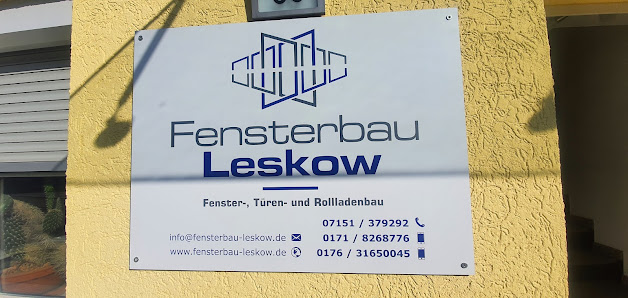 Fensterbau
Leskow
Fenster-, Türen- und Rollladenbau
07151 / 379292
info@fensterbau-leskow.de 0171 / 8268776
www.fensterbau-leskow.de 0176 / 31650045